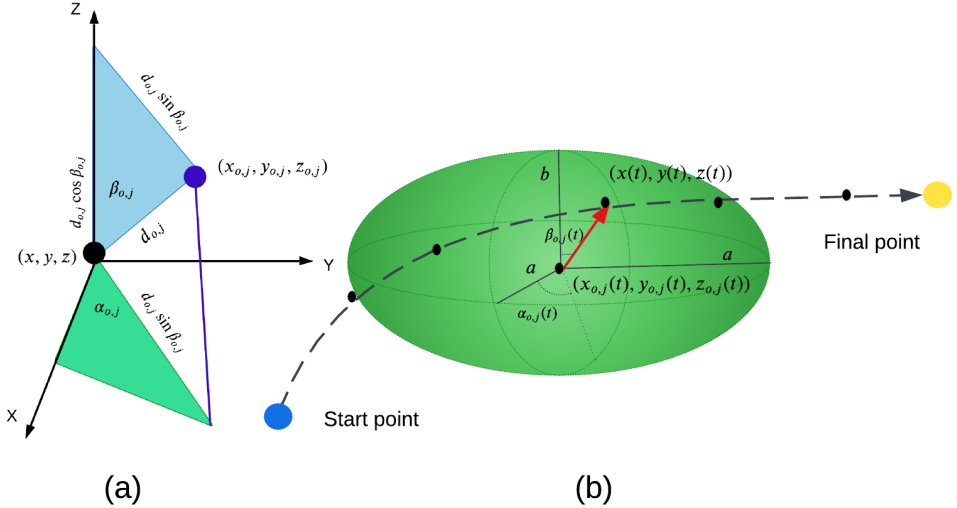 Z
d_{o,j} sin β_{o,j}
(x_{o,j}, y_{o,j}, z_{o,j})
d_{o,j} cos β_{o,j}
β_{o,j}
d_{o,j}
(x, y, z)
Y
α_{o,j}
d_{o,j} sin β_{o,j}
X
(a)
b
(x(t), y(t), z(t))
β_{o,j}(t)
a
a
(x_{o,j}(t), y_{o,j}(t), z_{o,j}(t))
α_{o,j}(t)
Final point
Start point
(b)